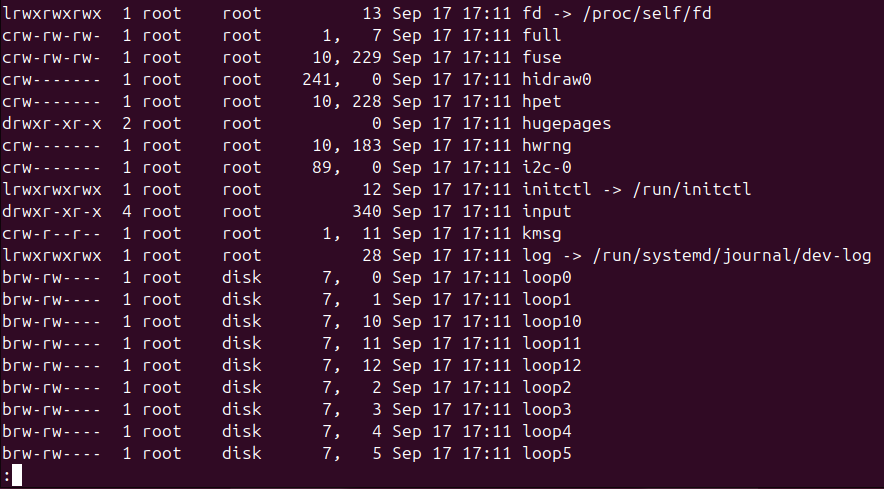 lrwxrwxrwx  1 root    root          13 Sep 17 17:11 fd -> /proc/self/fd
crw-rw-rw-  1 root    root      1,   7 Sep 17 17:11 full
crw-rw-rw-  1 root    root     10, 229 Sep 17 17:11 fuse
crw-------  1 root    root    241,   0 Sep 17 17:11 hidraw0
crw-------  1 root    root     10, 228 Sep 17 17:11 hpet
drwxr-xr-x  2 root    root           0 Sep 17 17:11 hugepages
crw-------  1 root    root     10, 183 Sep 17 17:11 hwrng
crw-------  1 root    root     89,   0 Sep 17 17:11 i2c-0
lrwxrwxrwx  1 root    root          12 Sep 17 17:11 initctl -> /run/initctl
drwxr-xr-x  4 root    root         340 Sep 17 17:11 input
crw-r--r--  1 root    root      1,  11 Sep 17 17:11 kmsg
lrwxrwxrwx  1 root    root          28 Sep 17 17:11 log -> /run/systemd/journal/dev-log
brw-rw----  1 root    disk      7,   0 Sep 17 17:11 loop0
brw-rw----  1 root    disk      7,   1 Sep 17 17:11 loop1
brw-rw----  1 root    disk      7,  10 Sep 17 17:11 loop10
brw-rw----  1 root    disk      7,  11 Sep 17 17:11 loop11
brw-rw----  1 root    disk      7,  12 Sep 17 17:11 loop12
brw-rw----  1 root    disk      7,   2 Sep 17 17:11 loop2
brw-rw----  1 root    disk      7,   3 Sep 17 17:11 loop3
brw-rw----  1 root    disk      7,   4 Sep 17 17:11 loop4
brw-rw----  1 root    disk      7,   5 Sep 17 17:11 loop5
: